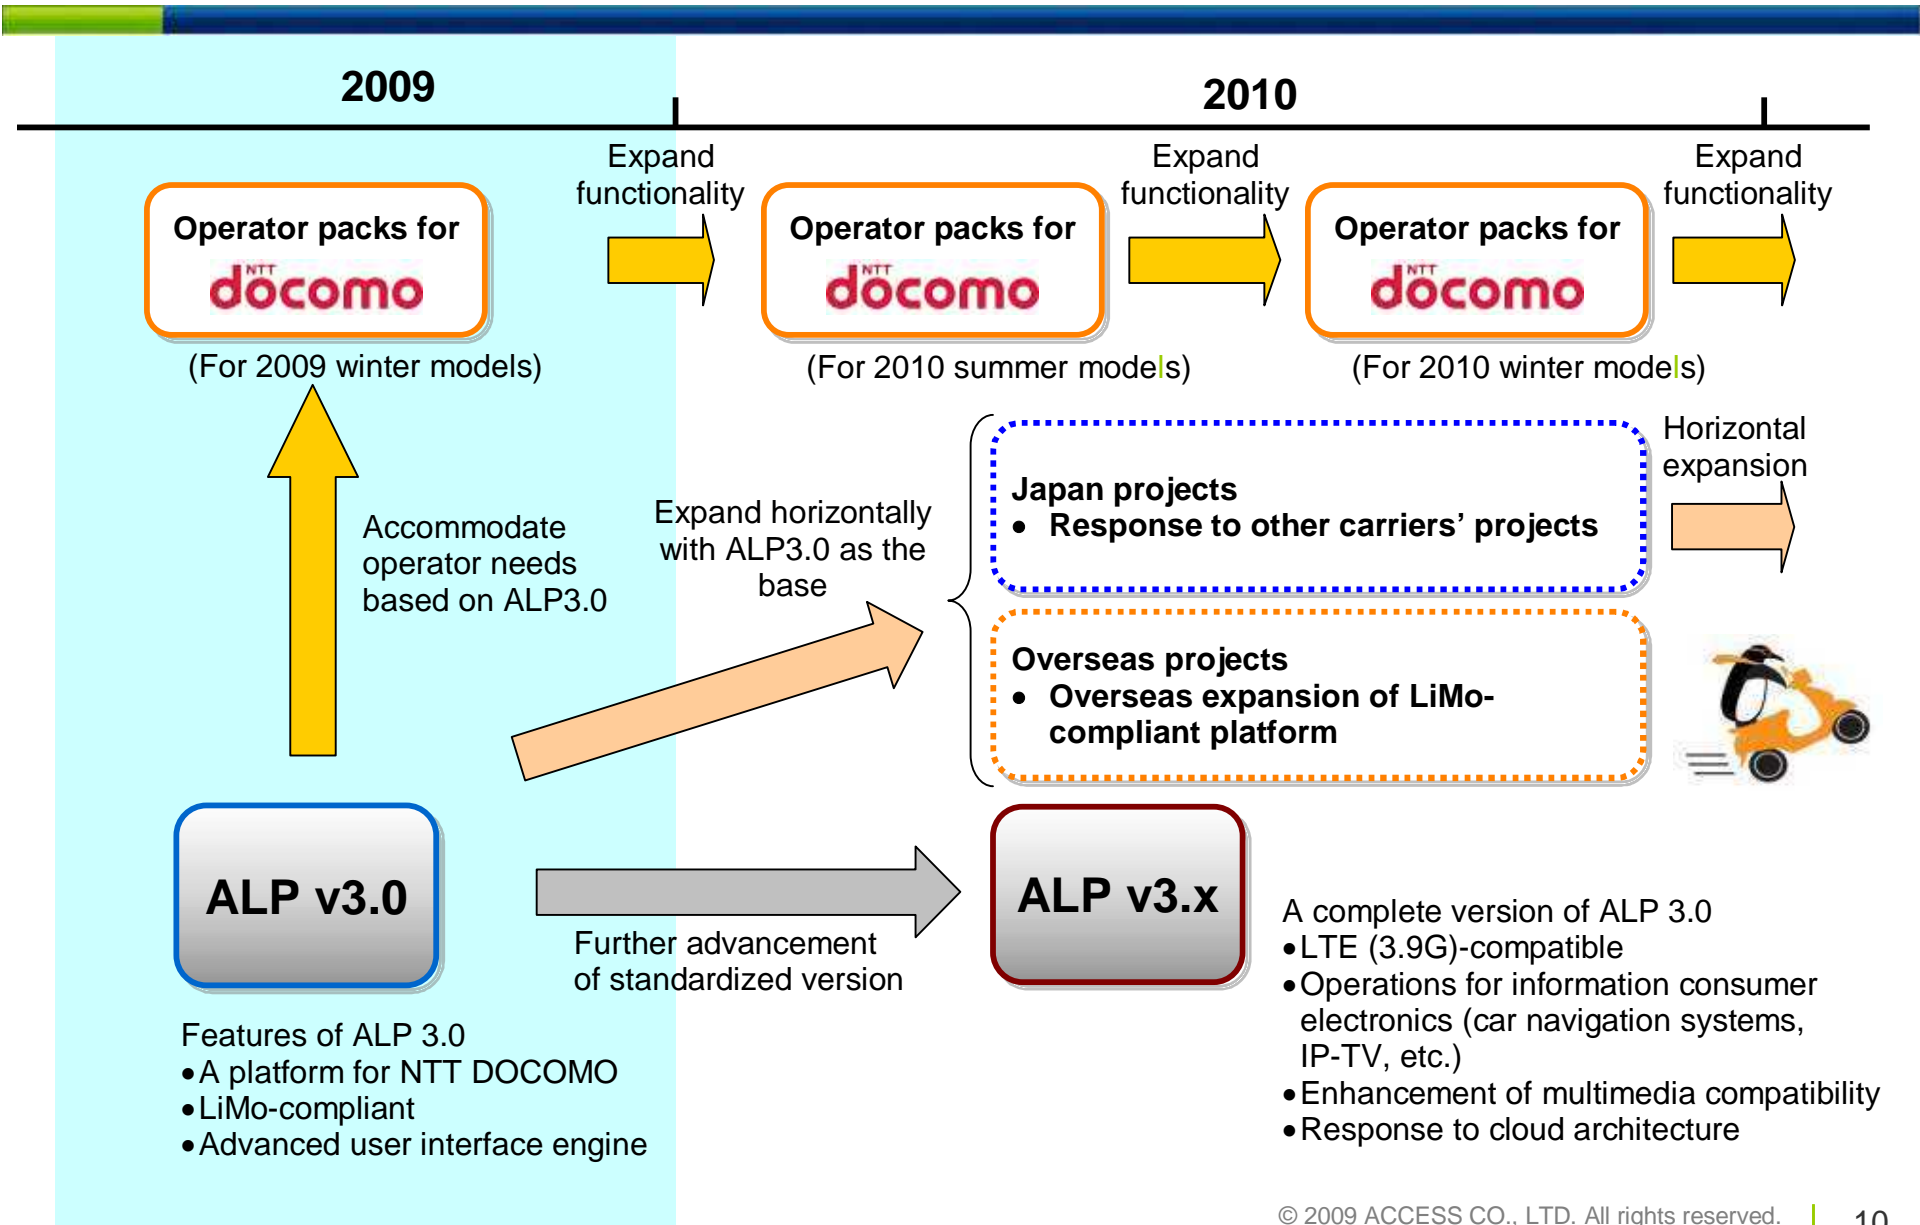 2009
2010
Expand
functionality
Expand
functionality
Expand
functionality
Operator packs for
NTT
döcomo
(For 2009 winter models)
Operator packs for
NTT
döcomo
(For 2010 summer models)
Operator packs for
NTT
döcomo
(For 2010 winter models)
Accommodate
operator needs
based on ALP3.0
Expand horizontally
with ALP3.0 as the
base
Japan projects
• Response to other carriers’ projects
Horizontal
expansion
Overseas projects
• Overseas expansion of LiMo-
compliant platform
ALP v3.0
Further advancement
of standardized version
ALP v3.x
Features of ALP 3.0
•A platform for NTT DOCOMO
•LiMo-compliant
•Advanced user interface engine
A complete version of ALP 3.0
•LTE (3.9G)-compatible
•Operations for information consumer
electronics (car navigation systems,
IP-TV, etc.)
•Enhancement of multimedia compatibility
•Response to cloud architecture
© 2009 ACCESS CO., LTD. All rights reserved.
10